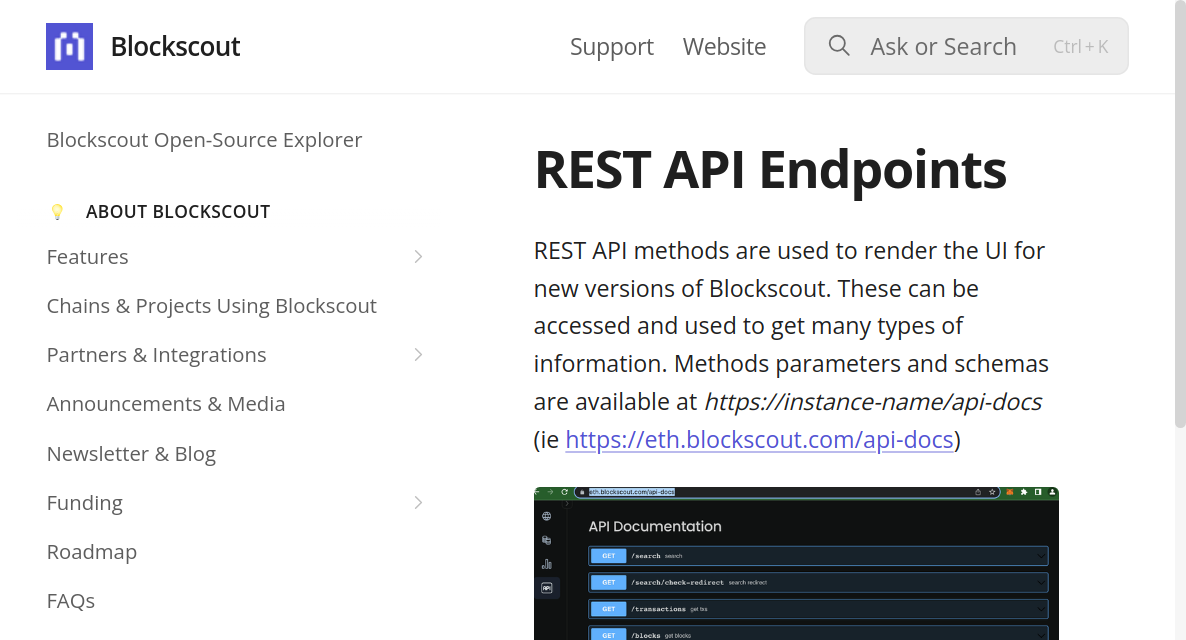 Blockscout
Support
Website
Ask or Search
Ctrl + K
Blockscout Open-Source Explorer
ABOUT BLOCKSCOUT
Features
Chains & Projects Using Blockscout
Partners & Integrations
Announcements & Media
Newsletter & Blog
Funding
Roadmap
FAQs
REST API Endpoints
REST API methods are used to render the UI for
new versions of Blockscout. These can be
accessed and used to get many types of
information. Methods parameters and schemas
are available at https://instance-name/api-docs
(ie https://eth.blockscout.com/api-docs)
eth.blockscout.com/api-docs
API Documentation
GET /search search
GET /search/check-redirect search redirect
API
GET /transactions get txs
GET /blocks get blocks